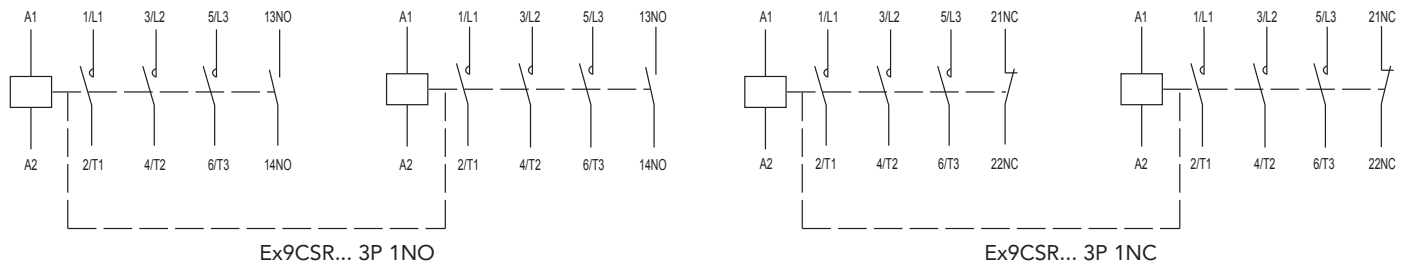 A1 1/L1 3/L2 5/L3 13NO A1 1/L1 3/L2 5/L3 13NO A1 1/L1 3/L2 5/L3 21NC A1 1/L1 3/L2 5/L3 21NC
A2 2/T1 4/T2 6/T3 14NO A2 2/T1 4/T2 6/T3 14NO A2 2/T1 4/T2 6/T3 22NC A2 2/T1 4/T2 6/T3 22NC
Ex9CSR... 3P 1NO Ex9CSR... 3P 1NC